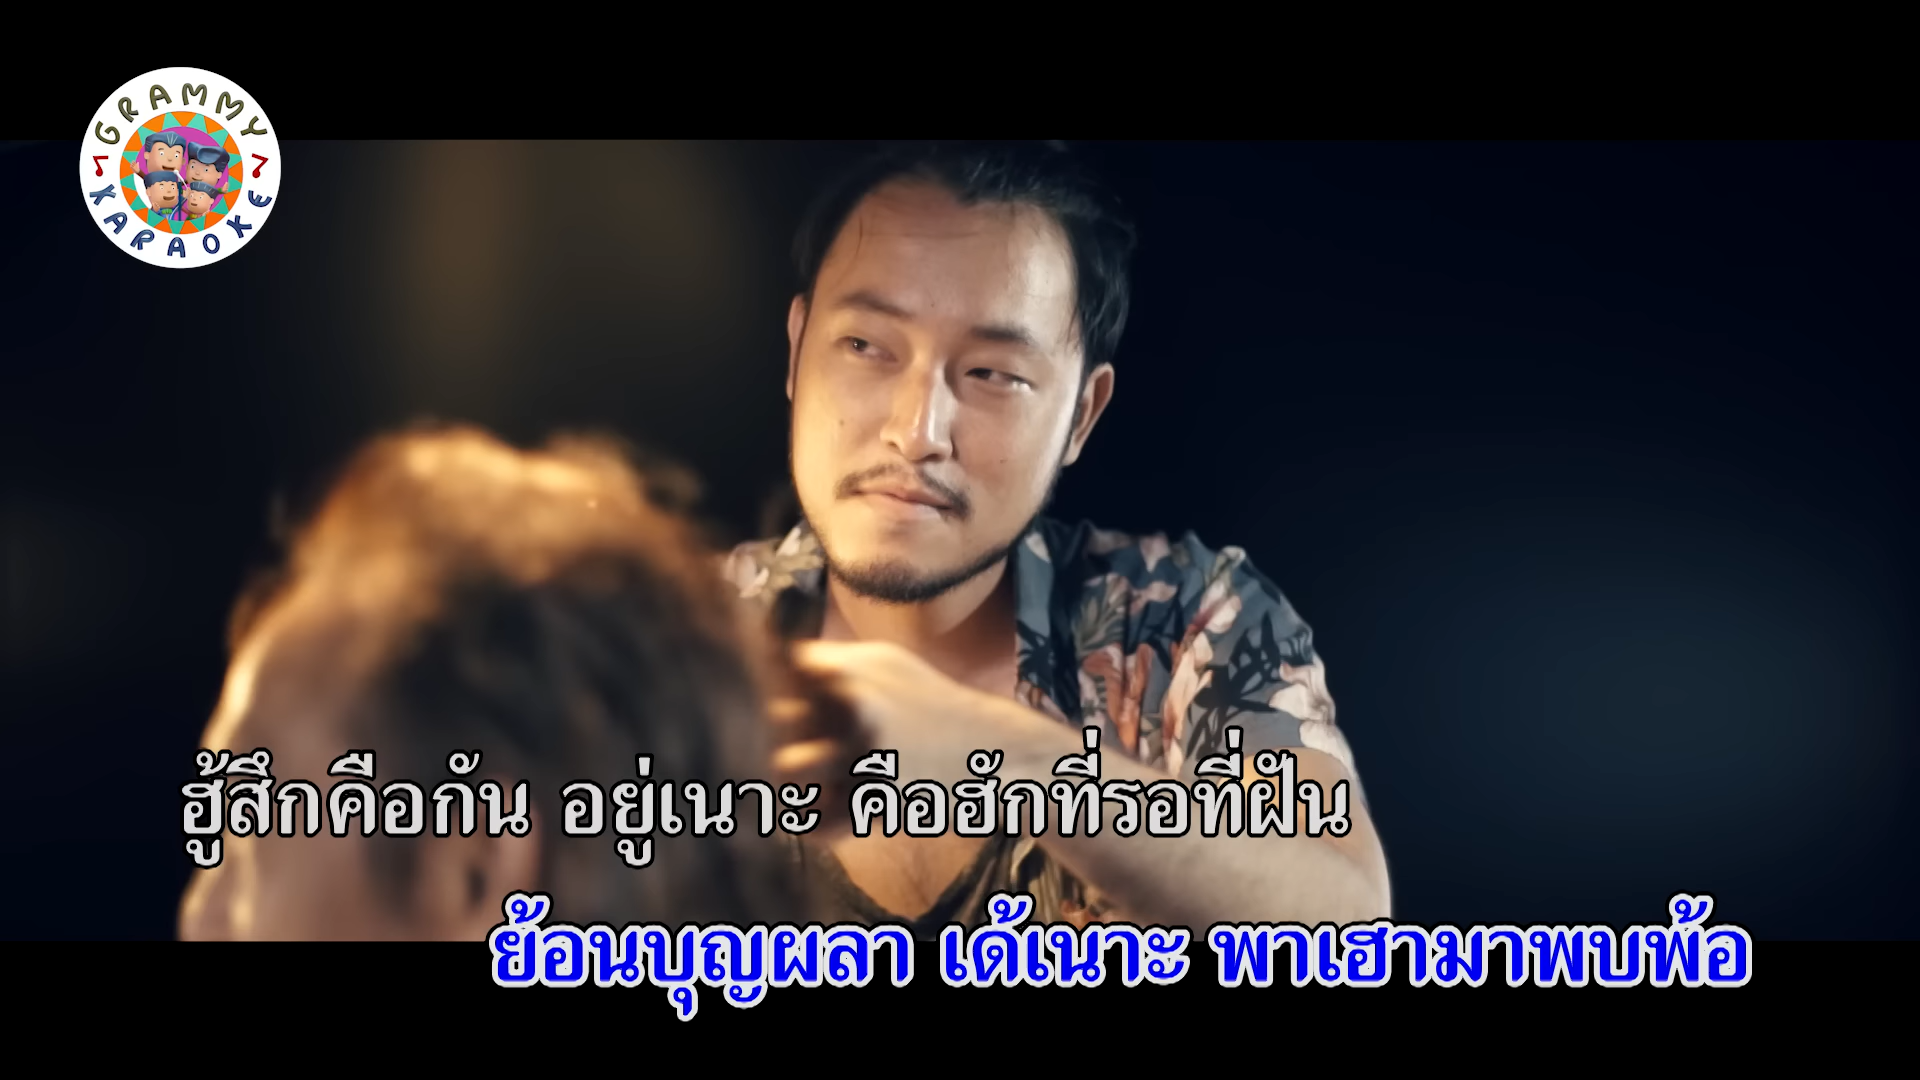 GRAMMY
KARAOKE
ฮู้สึกคือกัน อยู่เนาะ คือฮักที่รอที่ฝัน
ย้อนบุญผลา เด้เนาะ พาเฮามาพบพ้อ